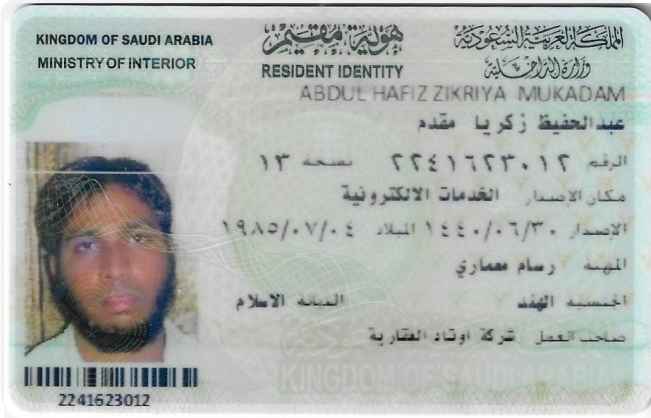 KINGDOM OF SAUDI ARABIA
MINISTRY OF INTERIOR
هوية مقيم
RESIDENT IDENTITY
المملكة العربية السعودية
وزارة الداخلية
ABDUL HAFIZ ZIKRIYA MUKADAM
عبدالحفيظ زكريا مقدم
الرقم ٢٢٤١٦٢٣٠١٢ نسخة ١٣
مكان الإصدار الخدمات الالكترونية
الاصدار ١٤٤٠/٠٦/٣٠ الميلاد ١٩٨٥/٠٧/٠٤
المهنة رسام معماري
الجنسية الهند الديانة الاسلام
صاحب العمل شركة اوتاد العقارية
KINGDOM OF SAUDI ARABIA
2241623012